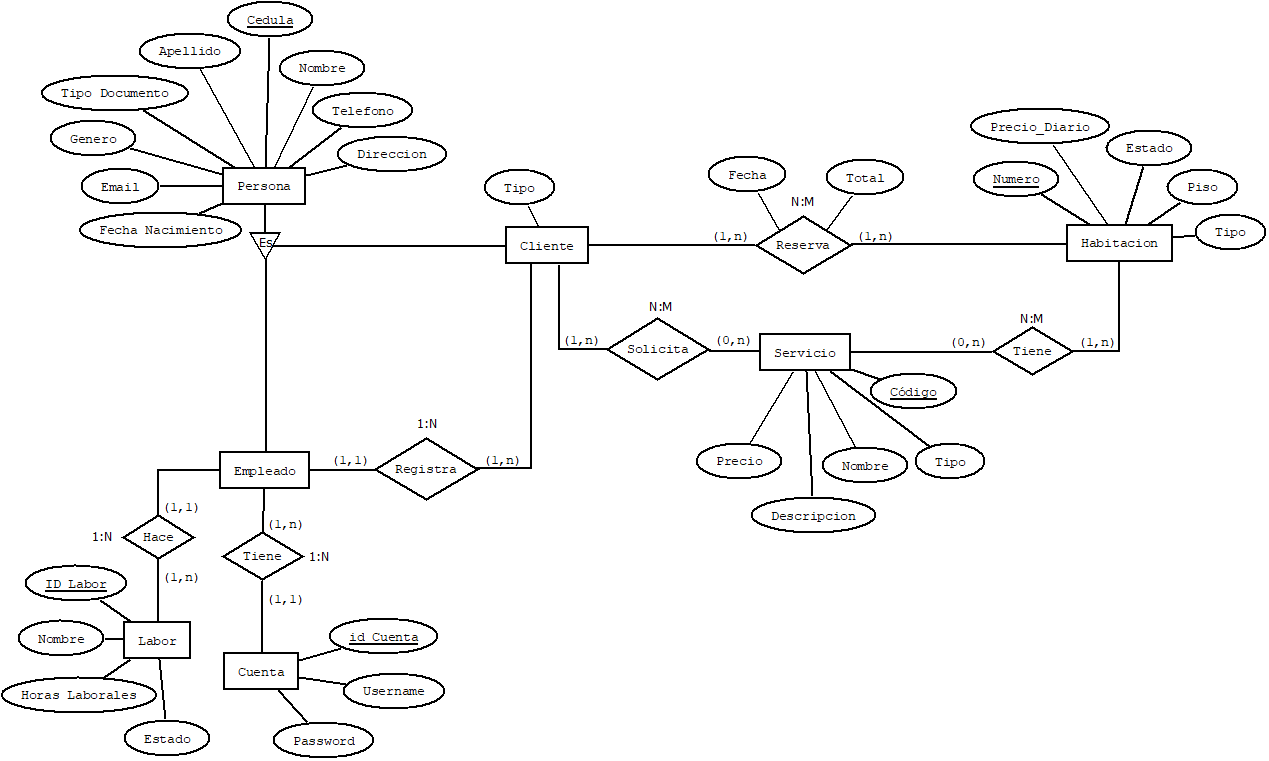 Cedula
Apellido
Nombre
Tipo Documento
Telefono
Genero
Direccion
Email
Persona
Fecha Nacimiento
Es
Tipo
Cliente
Fecha
Total
N:M
(1,n)
Reserva
(1,n)
Precio_Diario
Estado
Numero
Piso
Tipo
Habitacion
N:M
(1,n)
Solicita
(0,n)
Servicio
N:M
(0,n)
Tiene
(1,n)
Código
Precio
Nombre
Tipo
Descripcion
1:N
Empleado
(1,1)
Registra
(1,n)
(1,1)
1:N
Hace
(1,n)
(1,n)
Tiene
1:N
(1,1)
ID Labor
Nombre
Labor
Horas Laborales
Estado
id Cuenta
Cuenta
Username
Password